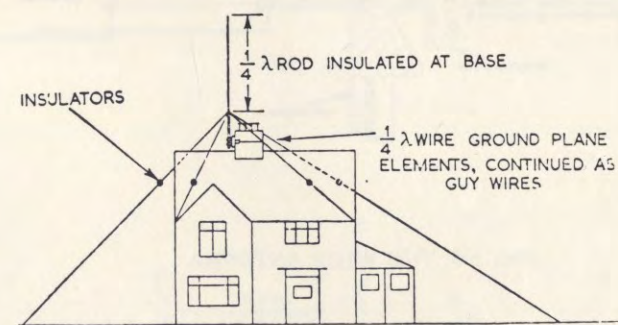 1/4 λ ROD INSULATED AT BASE
INSULATORS
1/4 λ WIRE GROUND PLANE
ELEMENTS, CONTINUED AS
GUY WIRES